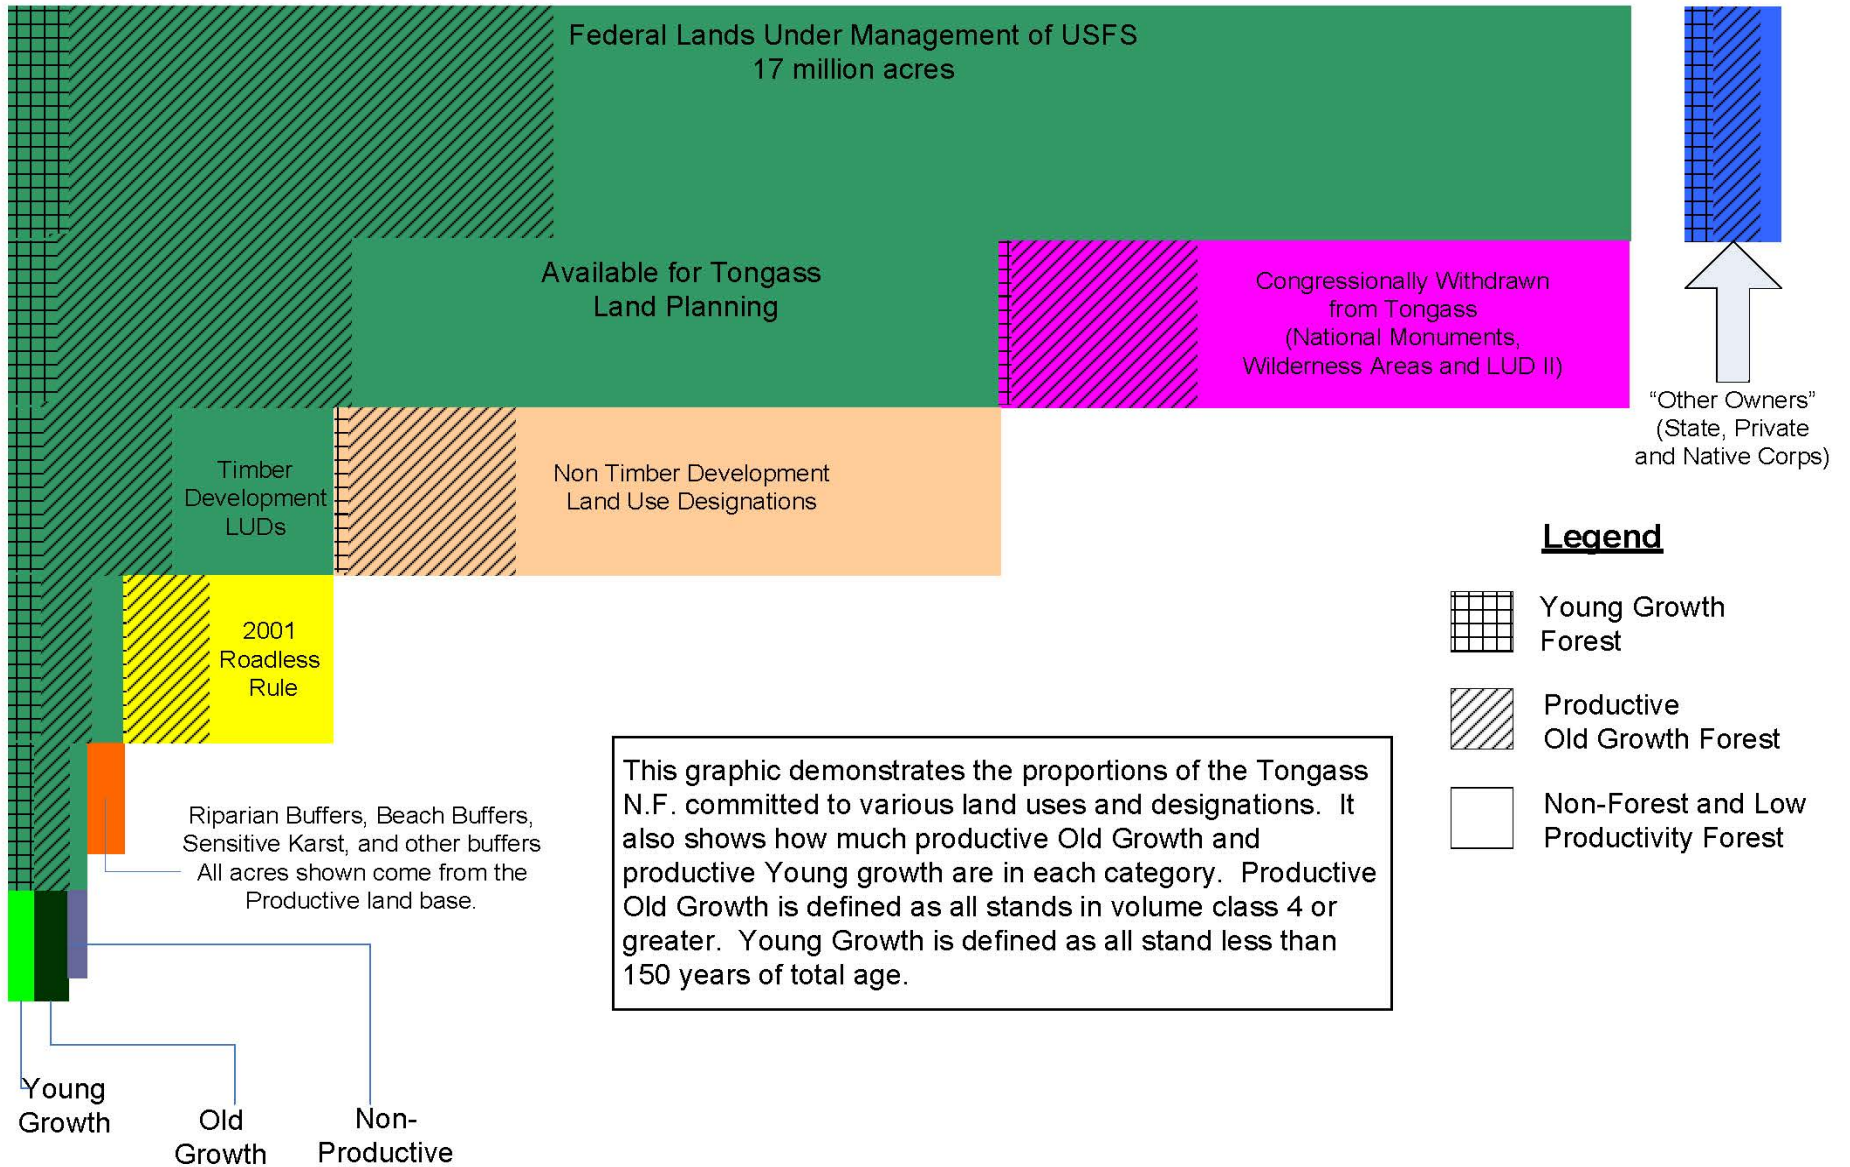 Federal Lands Under Management of USFS
17 million acres
Available for Tongass
Land Planning
Congressionally Withdrawn
from Tongass
(National Monuments,
Wilderness Areas and LUD II)
“Other Owners”
(State, Private
and Native Corps)
Timber
Development
LUDs
Non Timber Development
Land Use Designations
Legend
Young Growth
Forest
Productive
Old Growth Forest
Non-Forest and Low
Productivity Forest
2001
Roadless
Rule
Riparian Buffers, Beach Buffers,
Sensitive Karst, and other buffers
All acres shown come from the
Productive land base.
This graphic demonstrates the proportions of the Tongass
N.F. committed to various land uses and designations.  It
also shows how much productive Old Growth and
productive Young growth are in each category.  Productive
Old Growth is defined as all stands in volume class 4 or
greater.  Young Growth is defined as all stand less than
150 years of total age.
Young
Growth
Old
Growth
Non-
Productive